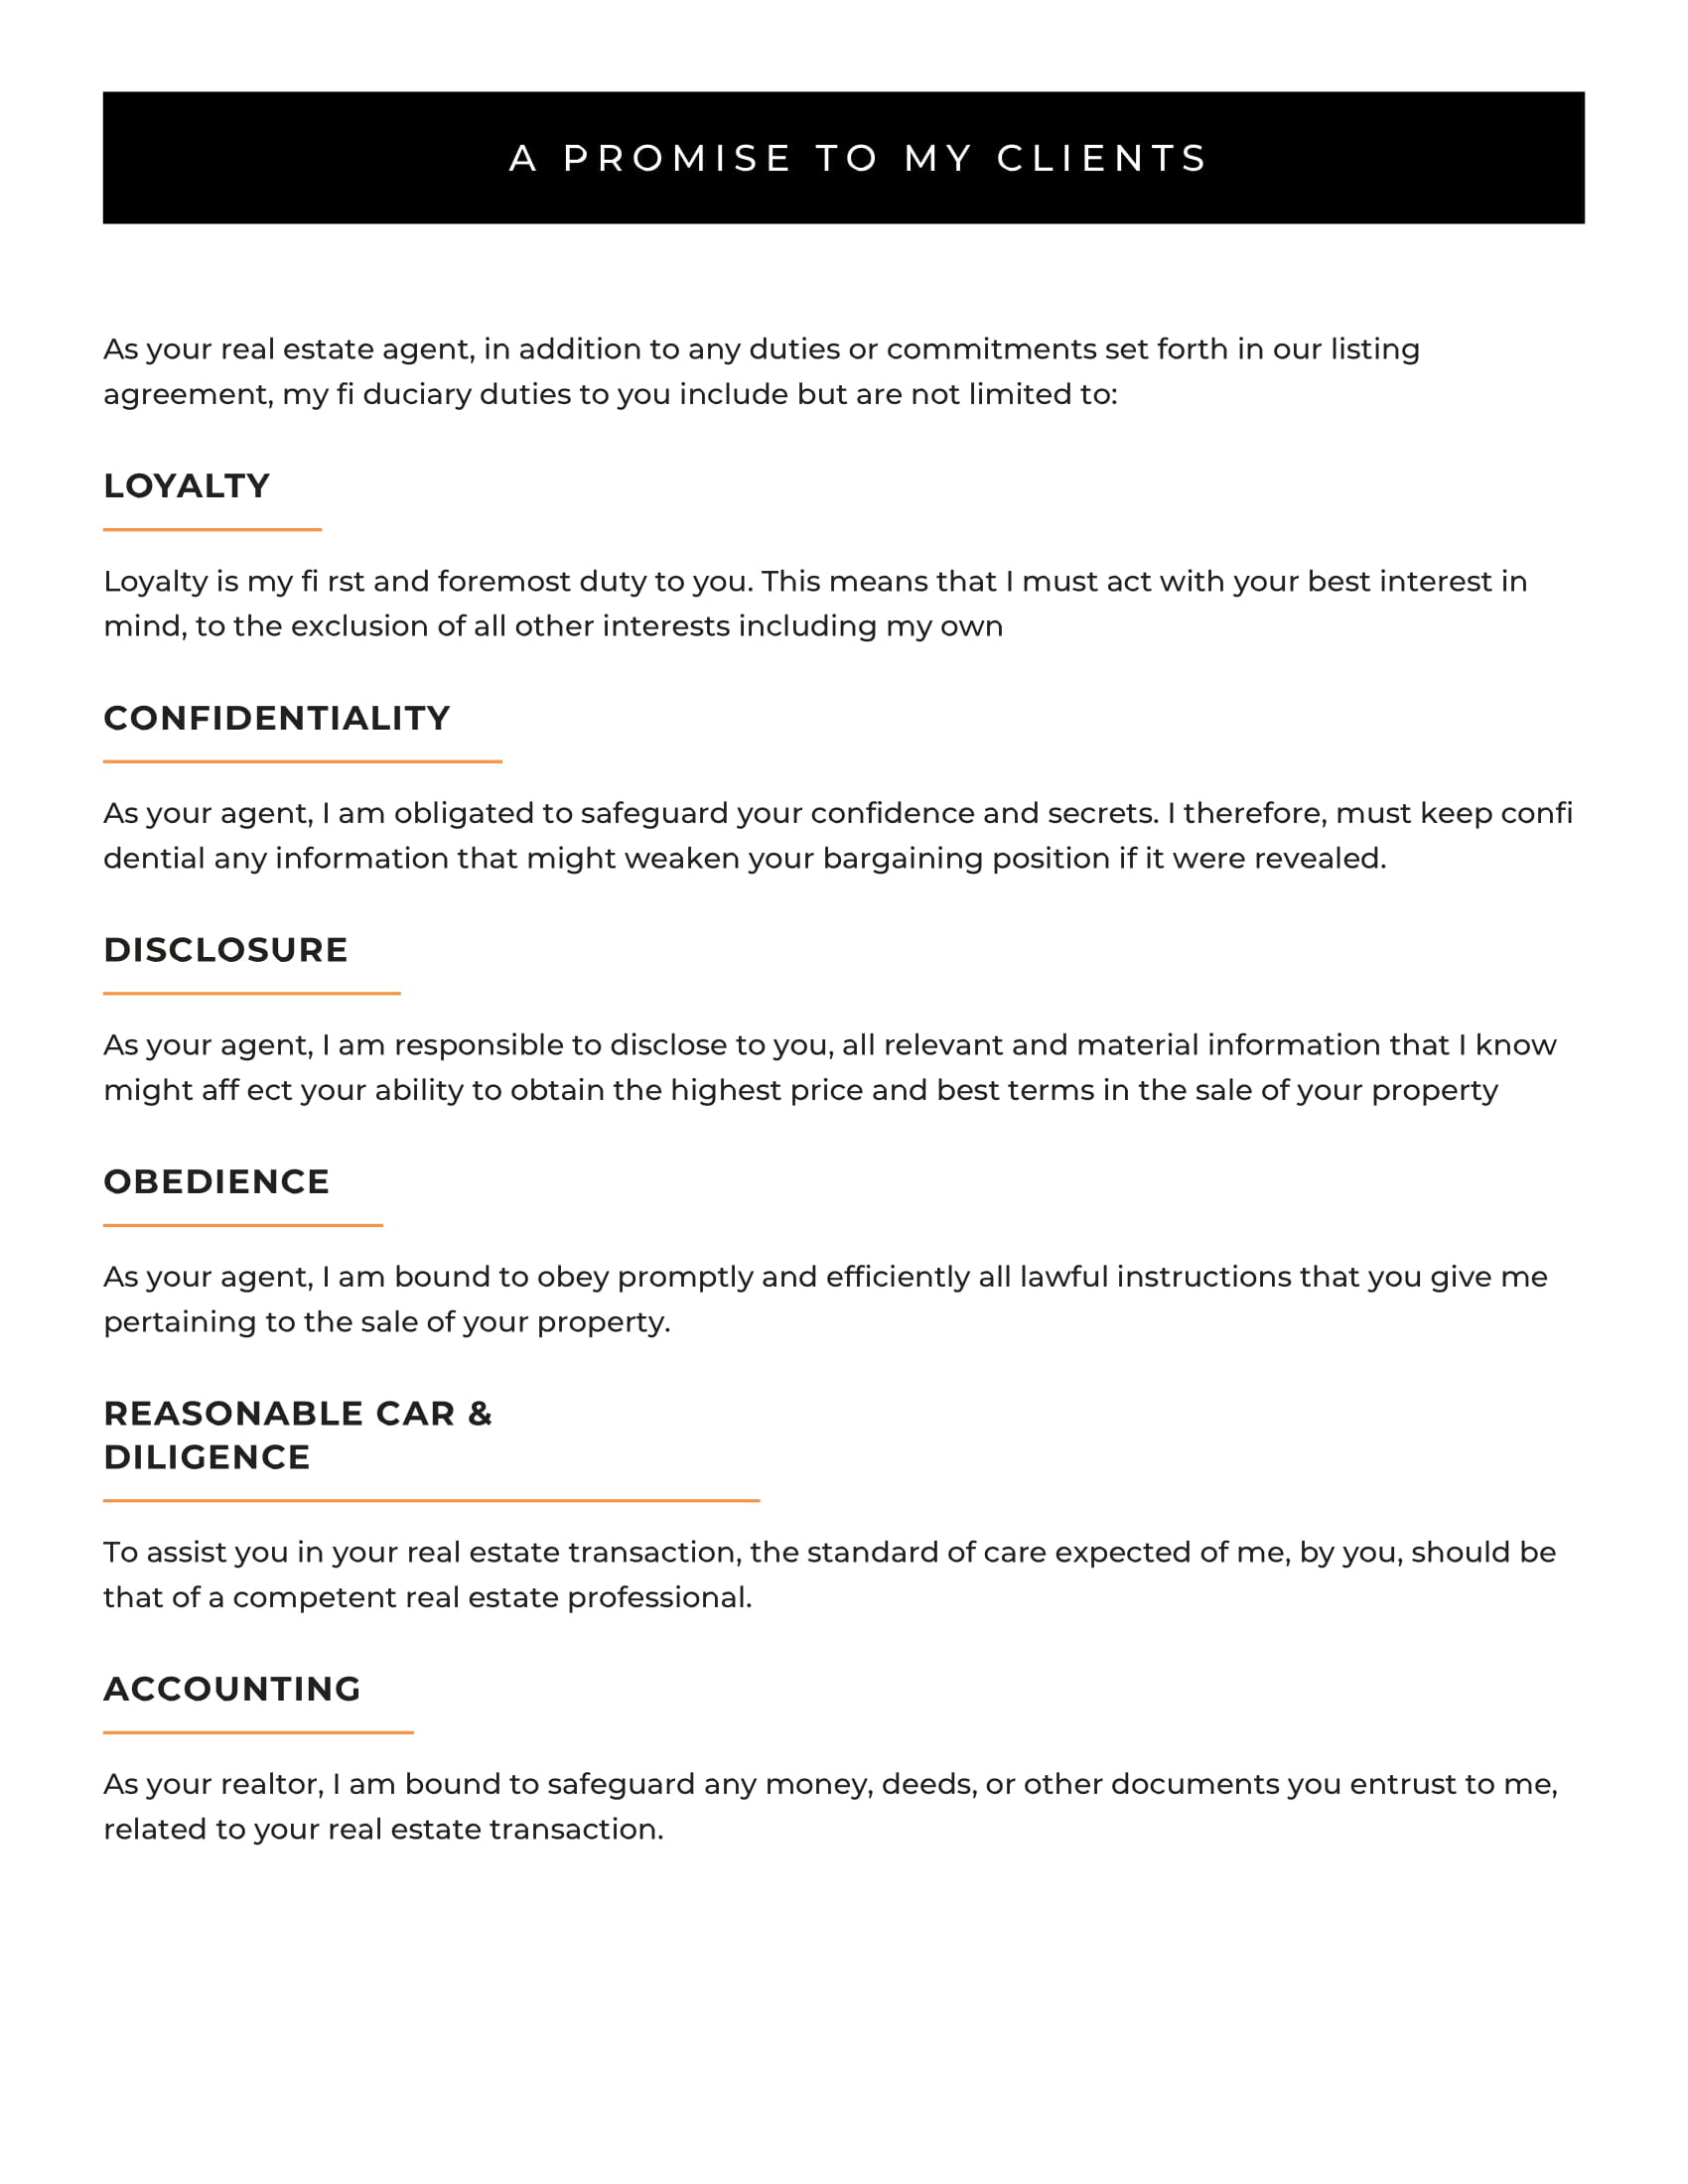 A PROMISE TO MY CLIENTS
As your real estate agent, in addition to any duties or commitments set forth in our listing
agreement, my fi duciary duties to you include but are not limited to:
LOYALTY
Loyalty is my fi rst and foremost duty to you. This means that I must act with your best interest in
mind, to the exclusion of all other interests including my own
CONFIDENTIALITY
As your agent, I am obligated to safeguard your confidence and secrets. I therefore, must keep confi
dential any information that might weaken your bargaining position if it were revealed.
DISCLOSURE
As your agent, I am responsible to disclose to you, all relevant and material information that I know
might aff ect your ability to obtain the highest price and best terms in the sale of your property
OBEDIENCE
As your agent, I am bound to obey promptly and efficiently all lawful instructions that you give me
pertaining to the sale of your property.
REASONABLE CAR &
DILIGENCE
To assist you in your real estate transaction, the standard of care expected of me, by you, should be
that of a competent real estate professional.
ACCOUNTING
As your realtor, I am bound to safeguard any money, deeds, or other documents you entrust to me,
related to your real estate transaction.